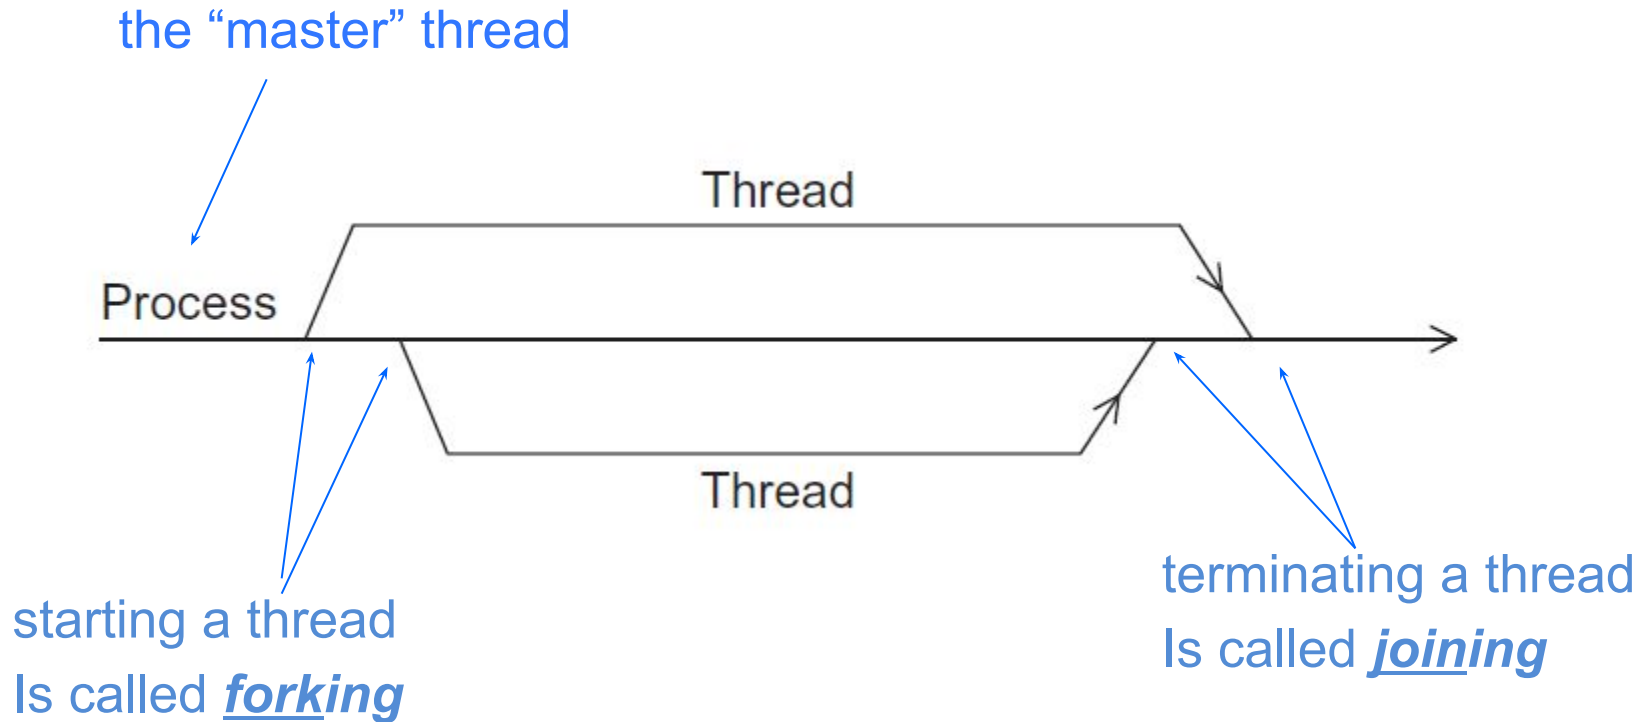 the “master” thread
Thread
Process
Thread
starting a thread
Is called forking
terminating a thread
Is called joining